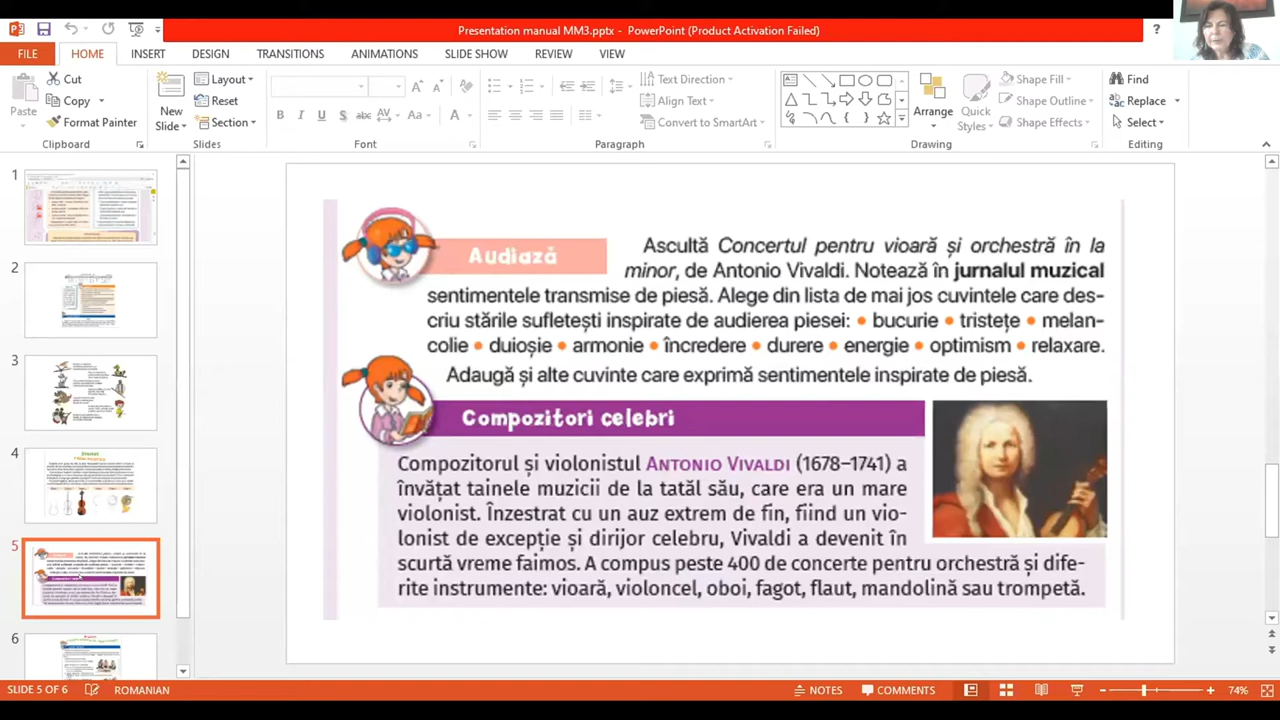 Presentation manual MM3.pptx - PowerPoint (Product Activation Failed)
?
FILE HOME INSERT DESIGN TRANSITIONS ANIMATIONS SLIDE SHOW REVIEW VIEW
Cut
Copy
Format Painter
Paste
Clipboard
New
Slide
Layout
Reset
Section
Slides
B I U S abc AV Aa A
Font
Text Direction
Align Text
Convert to SmartArt
Paragraph
Arrange
Quick
Styles
Shape Fill
Shape Outline
Shape Effects
Drawing
Find
Replace
Select
Editing
1
2
3
4
5
6
Audiază
Ascultă Concertul pentru vioară și orchestră în la
minor, de Antonio Vivaldi. Notează în jurnalul muzical
sentimentele transmise de piesă. Alege din lista de mai jos cuvintele care des-
criu stările sufletești inspirate de audierea piesei: • bucurie • tristețe • melan-
colie • duioșie • armonie • încredere • durere • energie • optimism • relaxare.
Adaugă și alte cuvinte care exprimă sentimentele inspirate de piesă.
Compozitori celebri
Compozitorul și violonistul ANTONIO VIVALDI (1678–1741) a
învățat tainele muzicii de la tatăl său, care era un mare
violonist. Înzestrat cu un auz extrem de fin, fiind un vio-
lonist de excepție și dirijor celebru, Vivaldi a devenit în
scurtă vreme faimos. A compus peste 400 de concerte pentru orchestră și dife-
rite instrumente: vioară, violoncel, oboi, fagot, flaut, mandolină sau trompetă.
SLIDE 5 OF 6 ROMANIAN NOTES COMMENTS 74%